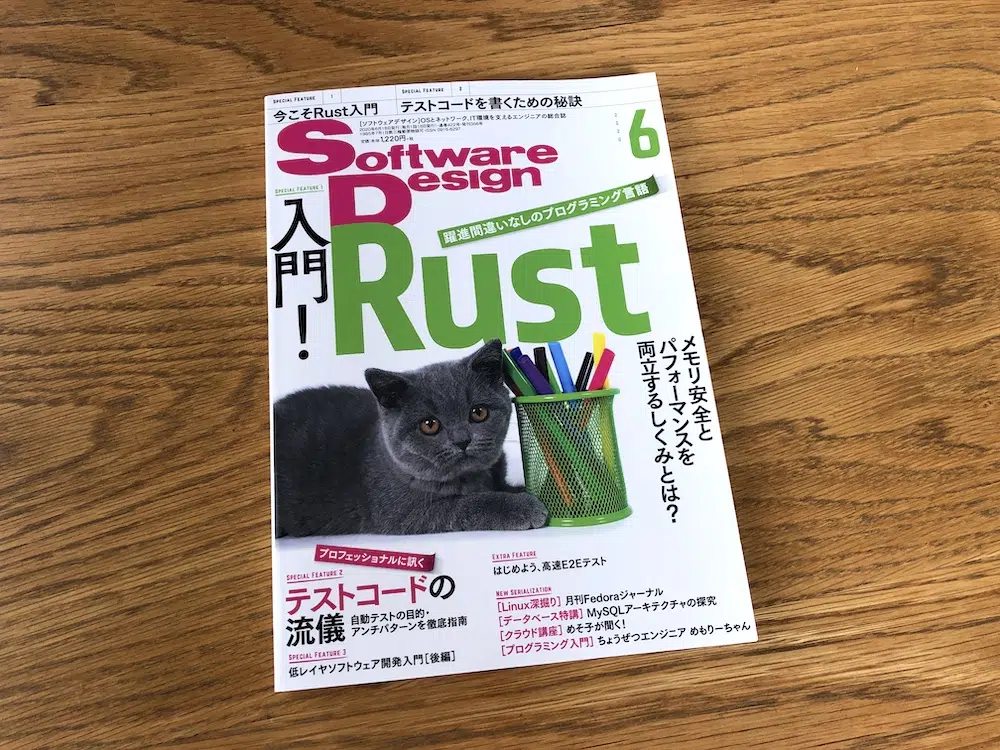 SPECIAL FEATURE 1
今こそRust入門
SPECIAL FEATURE 2
テストコードを書くための秘訣
[ソフトウェアデザイン]OSとネットワーク、IT環境を支えるエンジニアの総合誌
定価 本体1,220円+税
Software
Design
2020
6
SPECIAL FEATURE 1
入門!
躍進間違いなしのプログラミング言語
Rust
メモリ安全と
パフォーマンスを
両立するしくみとは?
プロフェッショナルに訊く
SPECIAL FEATURE 2
テストコードの
流儀
自動テストの目的・
アンチパターンを徹底指南
SPECIAL FEATURE 3
低レイヤソフトウェア開発入門[後編]
EXTRA FEATURE
はじめよう、高速E2Eテスト
NEW SERIALIZATION
[Linux深掘り] 月刊Fedoraジャーナル
[データベース特講] MySQLアーキテクチャの探究
[クラウド講座] めそ子が聞く!
[プログラミング入門] ちょうぜつエンジニア めもりーちゃん